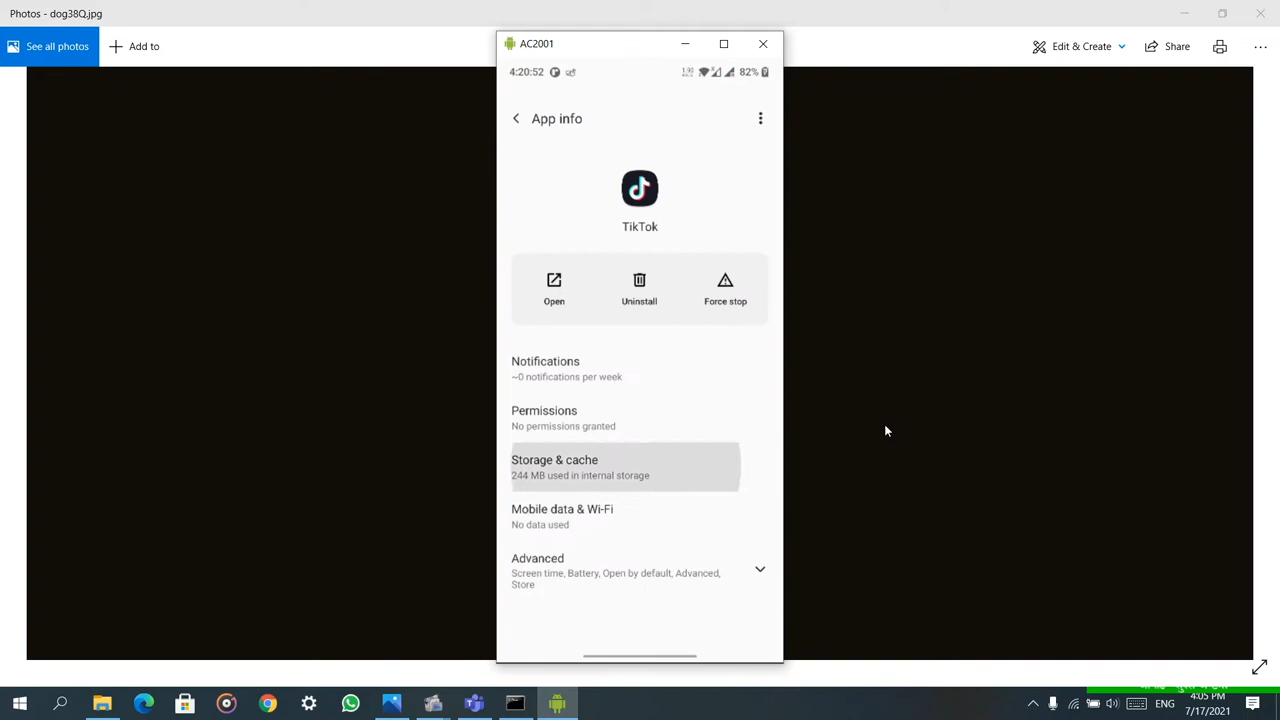 Photos - dog38Q.jpg
See all photos
Add to
Edit & Create
Share
AC2001
4:20:52
82%
App info
TikTok
Open
Uninstall
Force stop
Notifications
~0 notifications per week
Permissions
No permissions granted
Storage & cache
244 MB used in internal storage
Mobile data & Wi-Fi
No data used
Advanced
Screen time, Battery, Open by default, Advanced,
Store
4:05 PM
7/17/2021